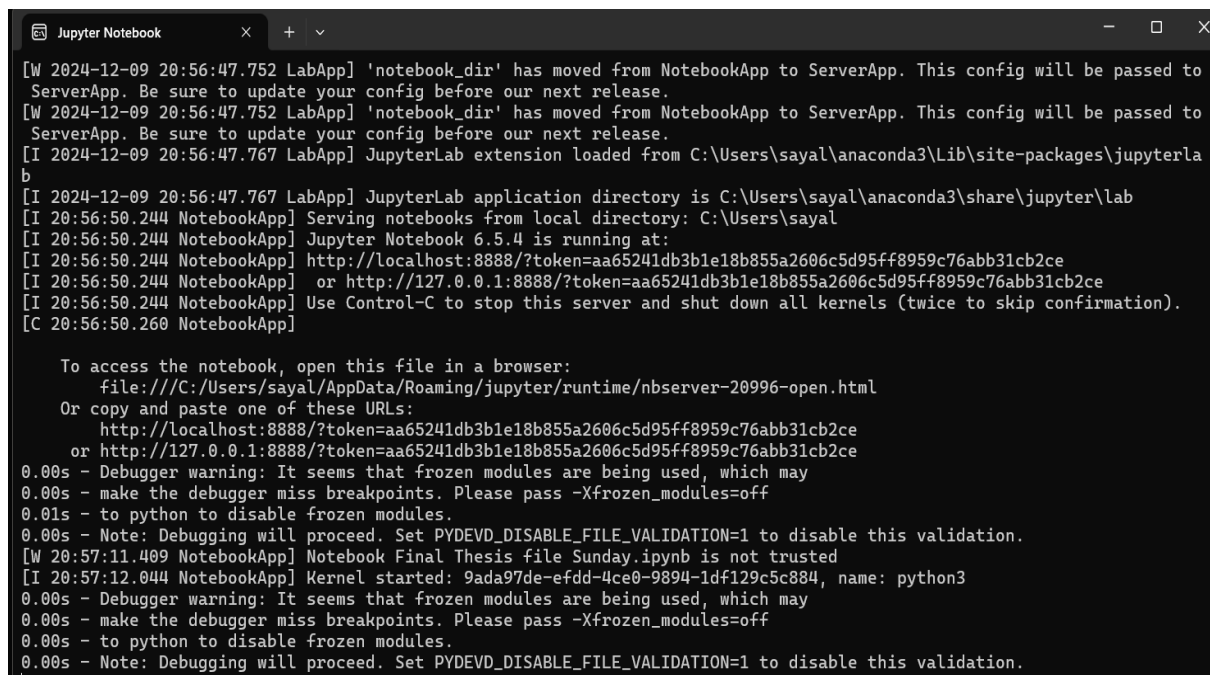 Jupyter Notebook
[W 2024-12-09 20:56:47.752 LabApp] 'notebook_dir' has moved from NotebookApp to ServerApp. This config will be passed to
ServerApp. Be sure to update your config before our next release.
[W 2024-12-09 20:56:47.752 LabApp] 'notebook_dir' has moved from NotebookApp to ServerApp. This config will be passed to
ServerApp. Be sure to update your config before our next release.
[I 2024-12-09 20:56:47.767 LabApp] JupyterLab extension loaded from C:\Users\sayal\anaconda3\Lib\site-packages\jupyterla
b
[I 2024-12-09 20:56:47.767 LabApp] JupyterLab application directory is C:\Users\sayal\anaconda3\share\jupyter\lab
[I 20:56:50.244 NotebookApp] Serving notebooks from local directory: C:\Users\sayal
[I 20:56:50.244 NotebookApp] Jupyter Notebook 6.5.4 is running at:
[I 20:56:50.244 NotebookApp] http://localhost:8888/?token=aa65241db3b1e18b855a2606c5d95ff8959c76abb31cb2ce
[I 20:56:50.244 NotebookApp]  or http://127.0.0.1:8888/?token=aa65241db3b1e18b855a2606c5d95ff8959c76abb31cb2ce
[I 20:56:50.244 NotebookApp] Use Control-C to stop this server and shut down all kernels (twice to skip confirmation).
[C 20:56:50.260 NotebookApp]
To access the notebook, open this file in a browser:
file:///C:/Users/sayal/AppData/Roaming/jupyter/runtime/nbserver-20996-open.html
Or copy and paste one of these URLs:
http://localhost:8888/?token=aa65241db3b1e18b855a2606c5d95ff8959c76abb31cb2ce
or http://127.0.0.1:8888/?token=aa65241db3b1e18b855a2606c5d95ff8959c76abb31cb2ce
0.00s - Debugger warning: It seems that frozen modules are being used, which may
0.00s - make the debugger miss breakpoints. Please pass -Xfrozen_modules=off
0.01s - to python to disable frozen modules.
0.00s - Note: Debugging will proceed. Set PYDEVD_DISABLE_FILE_VALIDATION=1 to disable this validation.
[W 20:57:11.409 NotebookApp] Notebook Final Thesis file Sunday.ipynb is not trusted
[I 20:57:12.044 NotebookApp] Kernel started: 9ada97de-efdd-4ce0-9894-1df129c5c884, name: python3
0.00s - Debugger warning: It seems that frozen modules are being used, which may
0.00s - make the debugger miss breakpoints. Please pass -Xfrozen_modules=off
0.00s - to python to disable frozen modules.
0.00s - Note: Debugging will proceed. Set PYDEVD_DISABLE_FILE_VALIDATION=1 to disable this validation.